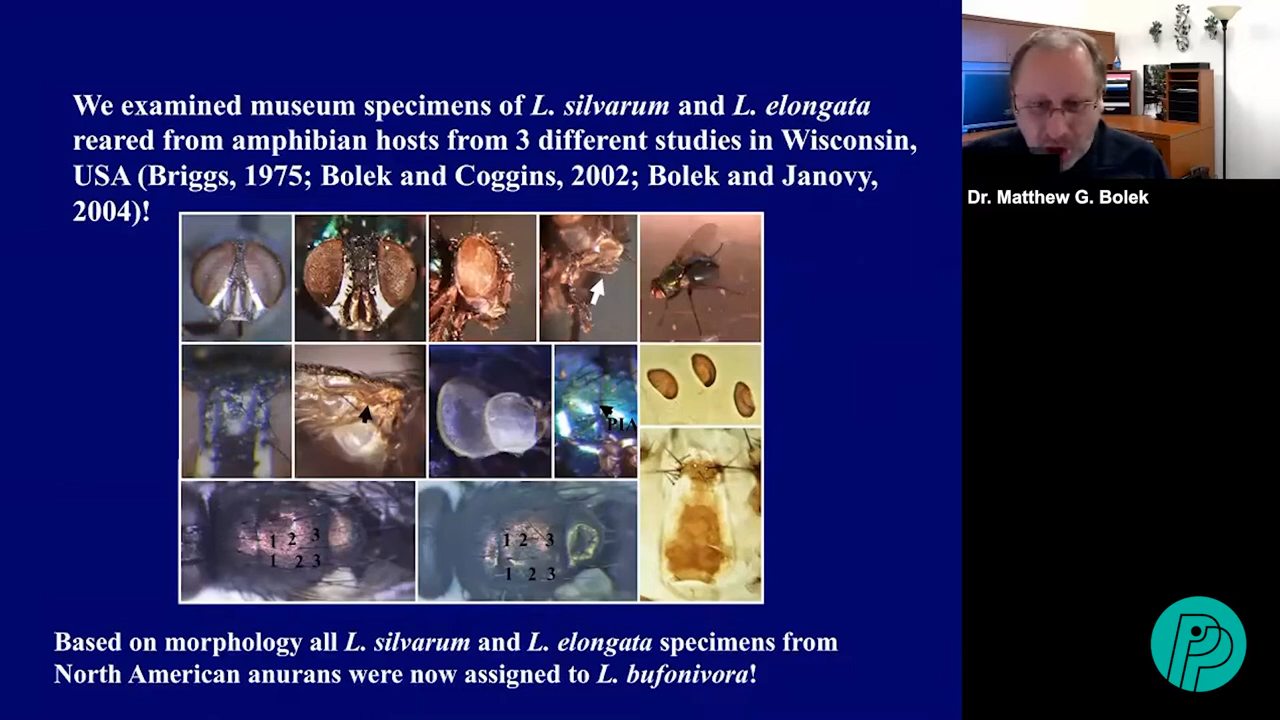 We examined museum specimens of L. silvarum and L. elongata
reared from amphibian hosts from 3 different studies in Wisconsin,
USA (Briggs, 1975; Bolek and Coggins, 2002; Bolek and Janovy,
2004)!
Dr. Matthew G. Bolek
PIA
1 2 3
1 2 3
1 2 3
1 2 3
Based on morphology all L. silvarum and L. elongata specimens from
North American anurans were now assigned to L. bufonivora!